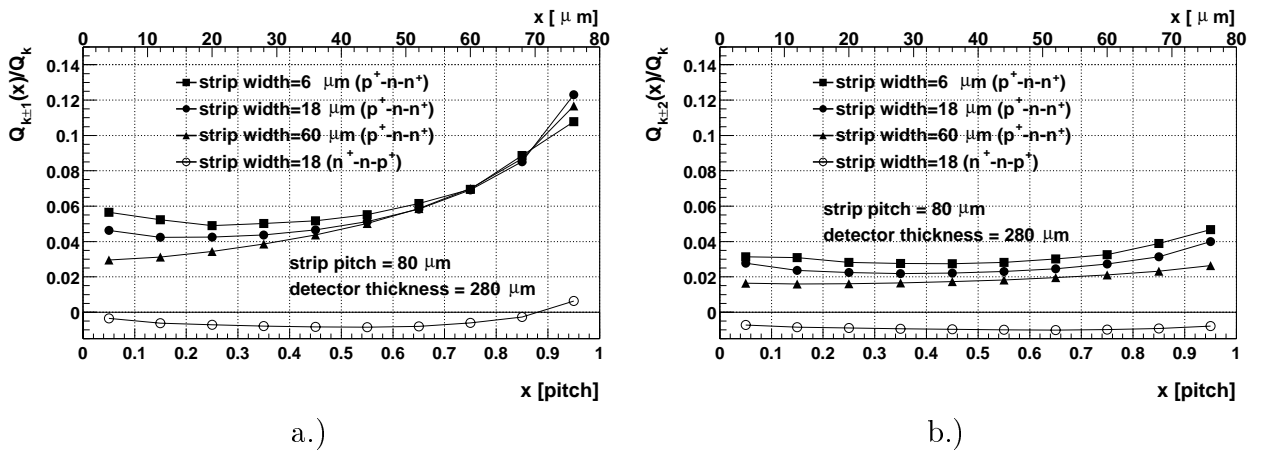 x [ μ m]
0 10 20 30 40 50 60 70 80
Q_{k±1}(x)/Q_k
0.14
0.12
0.1
0.08
0.06
0.04
0.02
0
strip width=6 μm (p⁺-n-n⁺)
strip width=18 μm (p⁺-n-n⁺)
strip width=60 μm (p⁺-n-n⁺)
strip width=18 (n⁺-n-p⁺)
strip pitch = 80 μm
detector thickness = 280 μm
0 0.1 0.2 0.3 0.4 0.5 0.6 0.7 0.8 0.9 1
x [pitch]
a.)
x [ μ m]
0 10 20 30 40 50 60 70 80
Q_{k±2}(x)/Q_k
0.14
0.12
0.1
0.08
0.06
0.04
0.02
0
strip width=6 μm (p⁺-n-n⁺)
strip width=18 μm (p⁺-n-n⁺)
strip width=60 μm (p⁺-n-n⁺)
strip width=18 (n⁺-n-p⁺)
strip pitch = 80 μm
detector thickness = 280 μm
0 0.1 0.2 0.3 0.4 0.5 0.6 0.7 0.8 0.9 1
x [pitch]
b.)